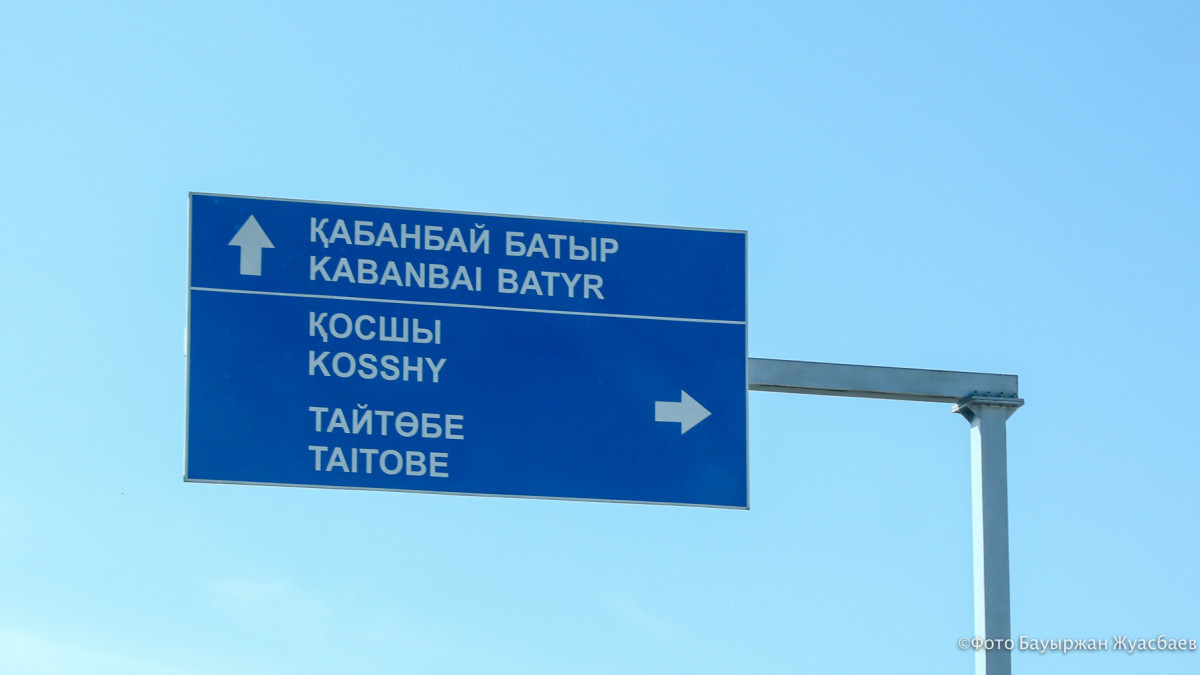 ҚАБАНБАЙ БАТЫР
KABANBAI BATYR
ҚОСШЫ
KOSSHY
ТАЙТӨБЕ
TAITOBE
©Фото Бауыржан Жуасбаев